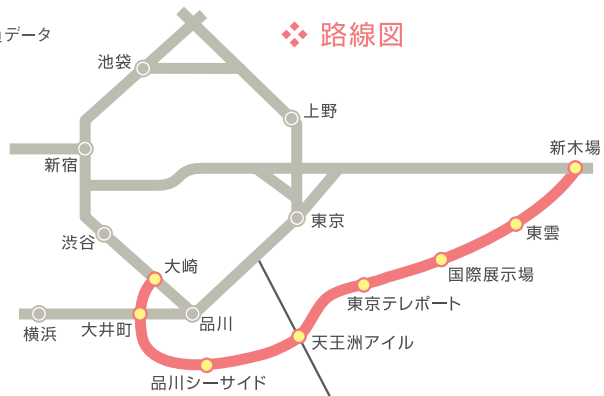 データ
路線図
池袋
上野
新宿
新木場
渋谷
東京
東雲
大崎
国際展示場
東京テレポート
横浜
大井町
品川
天王洲アイル
品川シーサイド